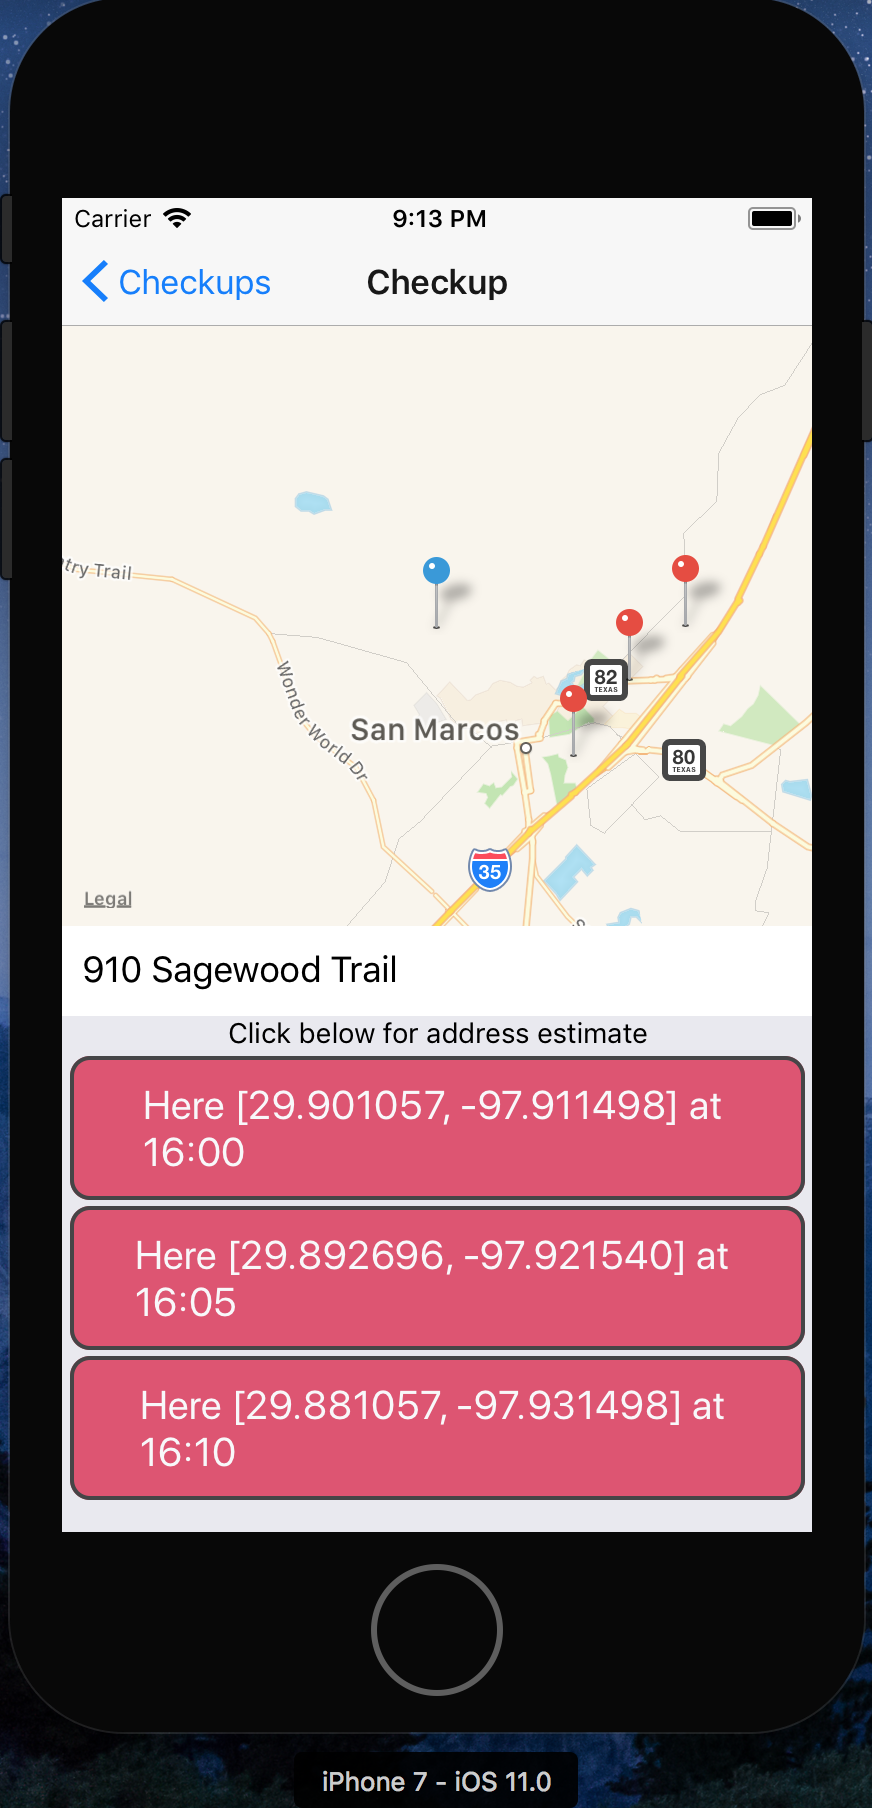 Carrier 9:13 PM
Checkups Checkup
try Trail
Wonder World Dr
82
TEXAS
San Marcos
80
TEXAS
35
Legal
910 Sagewood Trail
Click below for address estimate
Here [29.901057, -97.911498] at
16:00
Here [29.892696, -97.921540] at
16:05
Here [29.881057, -97.931498] at
16:10
iPhone 7 - iOS 11.0